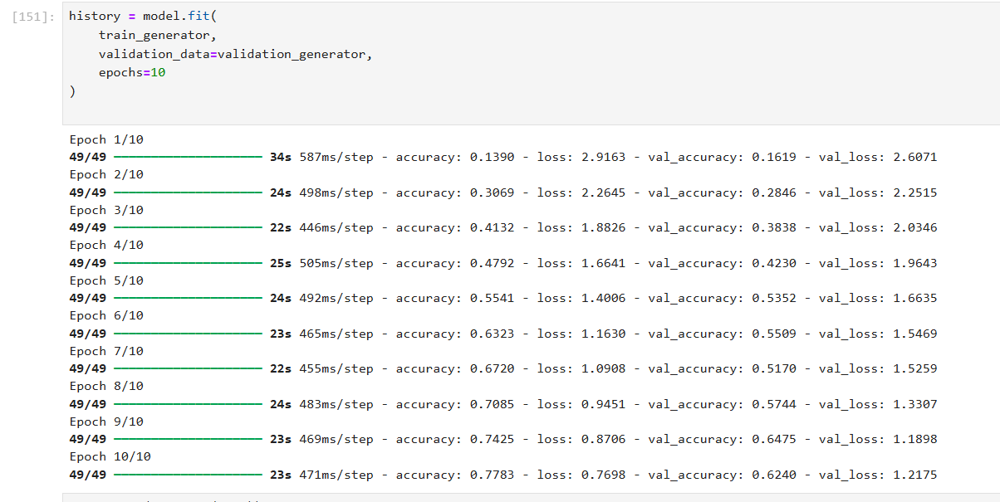 [151]: history = model.fit(
train_generator,
validation_data=validation_generator,
epochs=10
)
Epoch 1/10
49/49 34s 587ms/step - accuracy: 0.1390 - loss: 2.9163 - val_accuracy: 0.1619 - val_loss: 2.6071
Epoch 2/10
49/49 24s 498ms/step - accuracy: 0.3069 - loss: 2.2645 - val_accuracy: 0.2846 - val_loss: 2.2515
Epoch 3/10
49/49 22s 446ms/step - accuracy: 0.4132 - loss: 1.8826 - val_accuracy: 0.3838 - val_loss: 2.0346
Epoch 4/10
49/49 25s 505ms/step - accuracy: 0.4792 - loss: 1.6641 - val_accuracy: 0.4230 - val_loss: 1.9643
Epoch 5/10
49/49 24s 492ms/step - accuracy: 0.5541 - loss: 1.4006 - val_accuracy: 0.5352 - val_loss: 1.6635
Epoch 6/10
49/49 23s 465ms/step - accuracy: 0.6323 - loss: 1.1630 - val_accuracy: 0.5509 - val_loss: 1.5469
Epoch 7/10
49/49 22s 455ms/step - accuracy: 0.6720 - loss: 1.0908 - val_accuracy: 0.5170 - val_loss: 1.5259
Epoch 8/10
49/49 24s 483ms/step - accuracy: 0.7085 - loss: 0.9451 - val_accuracy: 0.5744 - val_loss: 1.3307
Epoch 9/10
49/49 23s 469ms/step - accuracy: 0.7425 - loss: 0.8706 - val_accuracy: 0.6475 - val_loss: 1.1898
Epoch 10/10
49/49 23s 471ms/step - accuracy: 0.7783 - loss: 0.7698 - val_accuracy: 0.6240 - val_loss: 1.2175